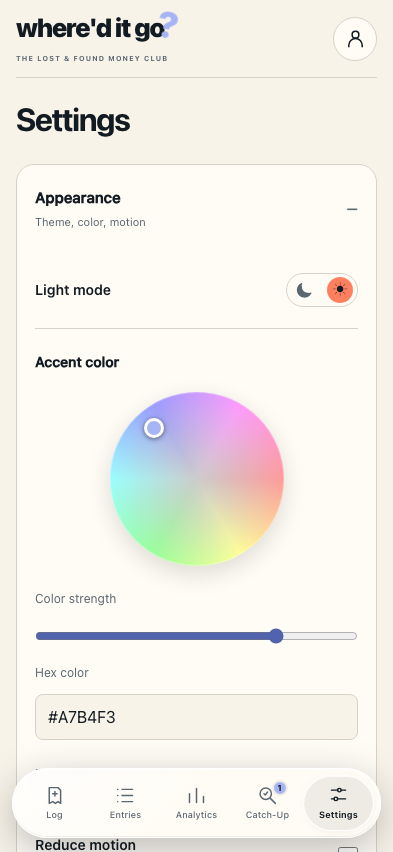 where'd it go?
THE LOST & FOUND MONEY CLUB
Settings
Appearance
Theme, color, motion
Light mode
Accent color
Color strength
Hex color
#A7B4F3
Log
Entries
Analytics
1
Catch-Up
Settings
Reduce motion